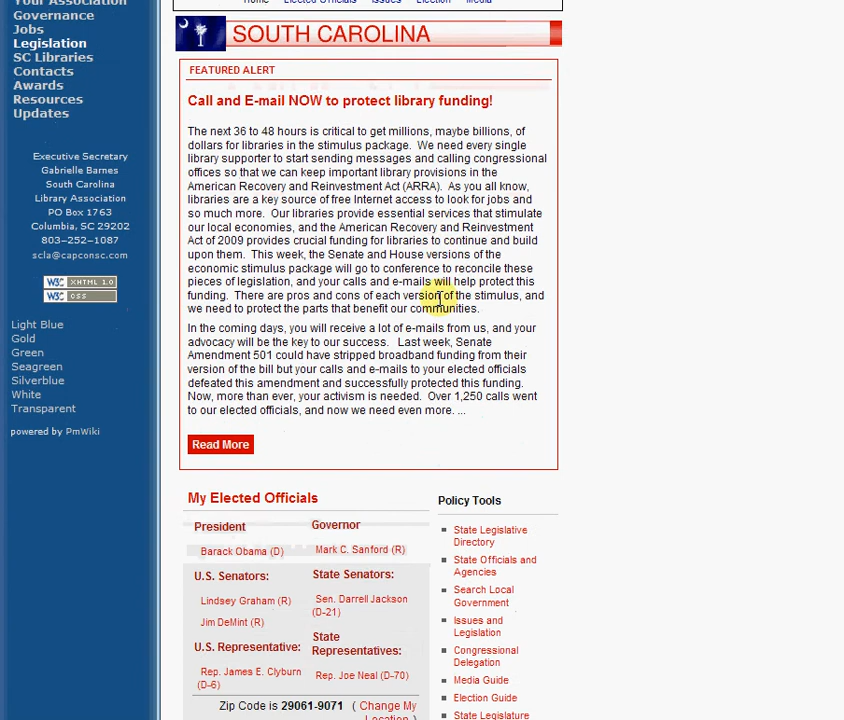 Your Association
Governance
Jobs
Legislation
SC Libraries
Contacts
Awards
Resources
Updates
Executive Secretary
Gabrielle Barnes
South Carolina
Library Association
PO Box 1763
Columbia, SC 29202
803–252–1087
scla@capconsc.com
W3C XHTML 1.0
W3C CSS
Light Blue
Gold
Green
Seagreen
Silverblue
White
Transparent
powered by PmWiki
Home Elected Officials Issues Election Media
SOUTH CAROLINA
FEATURED ALERT
Call and E-mail NOW to protect library funding!
The next 36 to 48 hours is critical to get millions, maybe billions, of
dollars for libraries in the stimulus package. We need every single
library supporter to start sending messages and calling congressional
offices so that we can keep important library provisions in the
American Recovery and Reinvestment Act (ARRA). As you all know,
libraries are a key source of free Internet access to look for jobs and
so much more. Our libraries provide essential services that stimulate
our local economies, and the American Recovery and Reinvestment
Act of 2009 provides crucial funding for libraries to continue and build
upon them. This week, the Senate and House versions of the
economic stimulus package will go to conference to reconcile these
pieces of legislation, and your calls and e-mails will help protect this
funding. There are pros and cons of each version of the stimulus, and
we need to protect the parts that benefit our communities.
In the coming days, you will receive a lot of e-mails from us, and your
advocacy will be the key to our success. Last week, Senate
Amendment 501 could have stripped broadband funding from their
version of the bill but your calls and e-mails to your elected officials
defeated this amendment and successfully protected this funding.
Now, more than ever, your activism is needed. Over 1,250 calls went
to our elected officials, and now we need even more. ...
Read More
My Elected Officials
President
Barack Obama (D)
Governor
Mark C. Sanford (R)
U.S. Senators:
Lindsey Graham (R)
Jim DeMint (R)
State Senators:
Sen. Darrell Jackson
(D-21)
U.S. Representative:
Rep. James E. Clyburn
(D-6)
State
Representatives:
Rep. Joe Neal (D-70)
Zip Code is 29061-9071 ( Change My
Location )
Policy Tools
State Legislative
Directory
State Officials and
Agencies
Search Local
Government
Issues and
Legislation
Congressional
Delegation
Media Guide
Election Guide
State Legislature